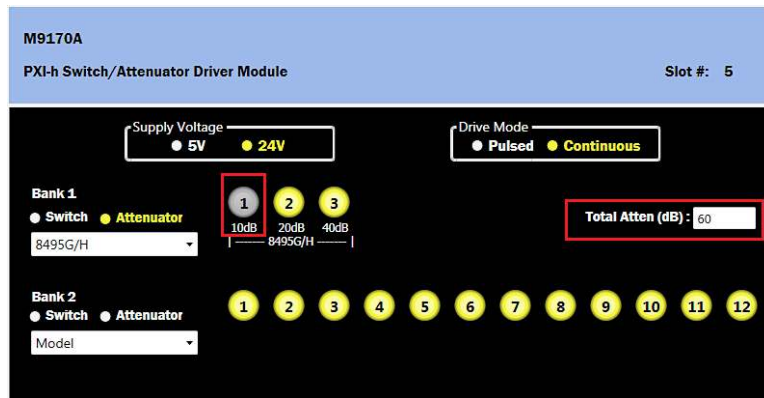 M9170A
PXI-h Switch/Attenuator Driver Module Slot #: 5
Supply Voltage Drive Mode
5V 24V Pulsed Continuous
Bank 1
Switch Attenuator
8495G/H
1 2 3
10dB 20dB 40dB
|-------- 8495G/H --------|
Total Atten (dB) : 60
Bank 2
Switch Attenuator
Model
1 2 3 4 5 6 7 8 9 10 11 12